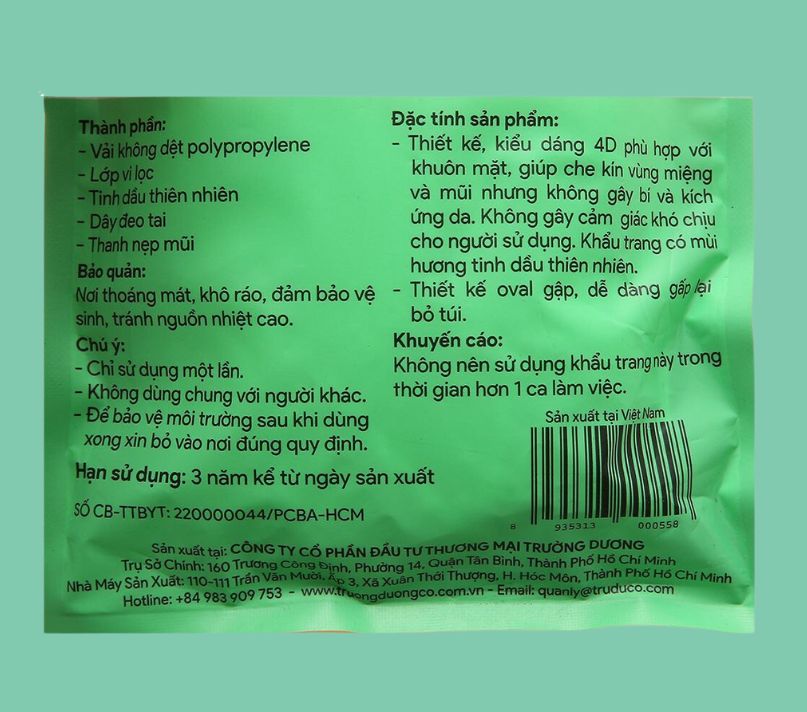 Thành phần:
- Vải không dệt polypropylene
- Lớp vi lọc
- Tinh dầu thiên nhiên
- Dây đeo tai
- Thanh nẹp mũi
Bảo quản:
Nơi thoáng mát, khô ráo, đảm bảo vệ
sinh, tránh nguồn nhiệt cao.
Chú ý:
- Chỉ sử dụng một lần.
- Không dùng chung với người khác.
- Để bảo vệ môi trường sau khi dùng
xong xin bỏ vào nơi đúng quy định.
Hạn sử dụng: 3 năm kể từ ngày sản xuất
SỐ CB-TTBYT: 220000044/PCBA-HCM
Đặc tính sản phẩm:
- Thiết kế, kiểu dáng 4D phù hợp với
khuôn mặt, giúp che kín vùng miệng
và mũi nhưng không gây bí và kích
ứng da. Không gây cảm giác khó chịu
cho người sử dụng. Khẩu trang có mùi
hương tinh dầu thiên nhiên.
- Thiết kế oval gập, dễ dàng gấp lại
bỏ túi.
Khuyến cáo:
Không nên sử dụng khẩu trang này trong
thời gian hơn 1 ca làm việc.
Sản xuất tại Việt Nam
8 935313 000558
Sản xuất tại: CÔNG TY CỔ PHẦN ĐẦU TƯ THƯƠNG MẠI TRƯỜNG DƯƠNG
Trụ Sở Chính: 160 Trương Công Định, Phường 14, Quận Tân Bình, Thành Phố Hồ Chí Minh
Nhà Máy Sản Xuất: 110-111 Trần Văn Mười, Ấp 3, Xã Xuân Thới Thượng, H. Hóc Môn, Thành Phố Hồ Chí Minh
Hotline: +84 983 909 753 - www.truongduongco.com.vn - Email: quanly@truduco.com